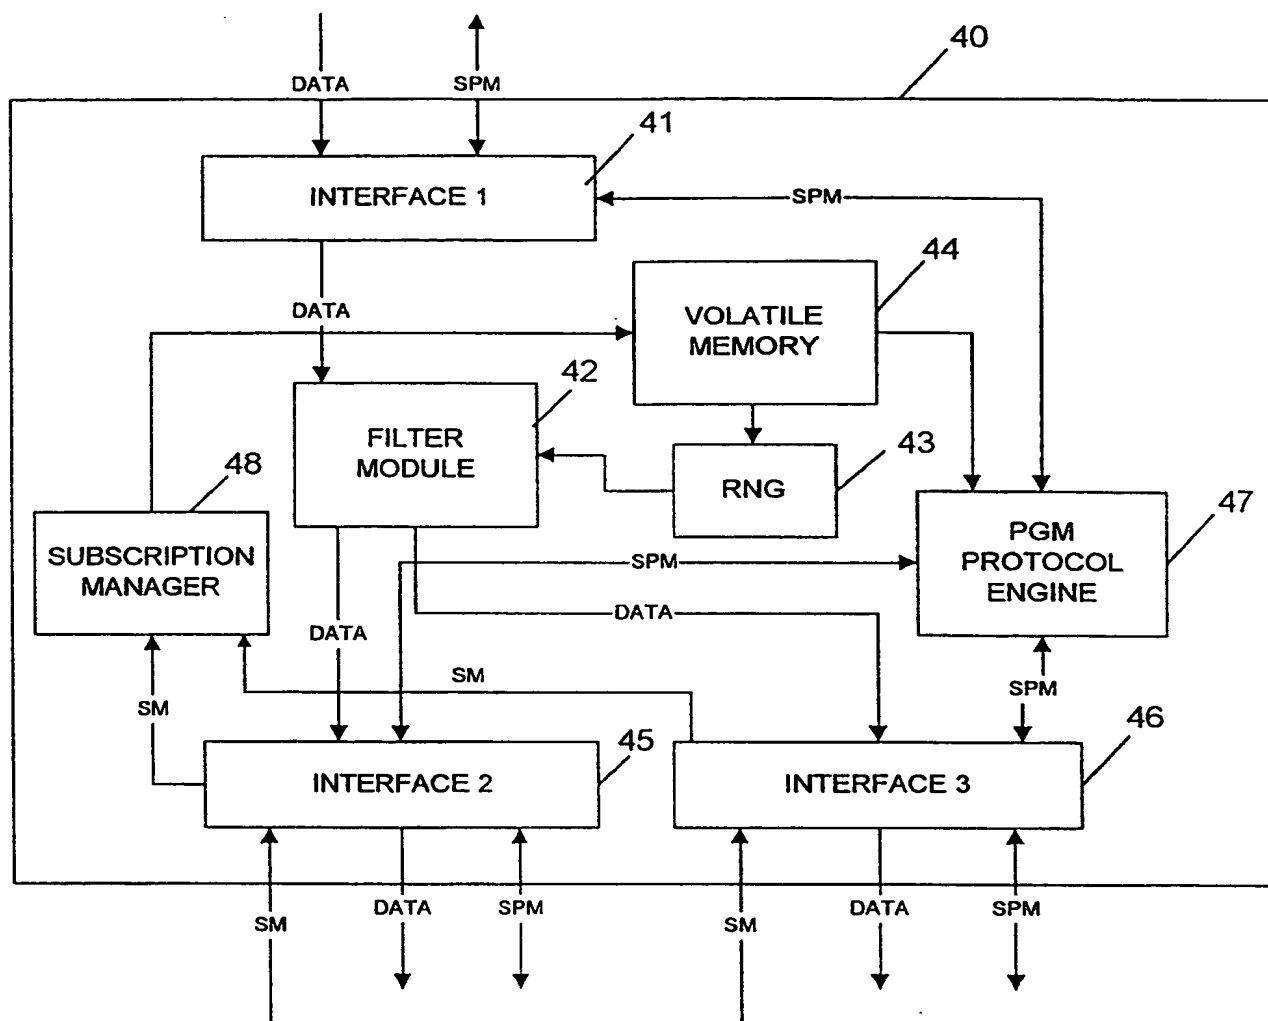 40
DATA
SPM
41
INTERFACE 1
SPM
44
VOLATILE
MEMORY
DATA
42
FILTER
MODULE
43
RNG
48
47
SUBSCRIPTION
MANAGER
PGM
PROTOCOL
ENGINE
SPM
DATA
DATA
SM
SPM
SM
45
46
INTERFACE 2
INTERFACE 3
SM
DATA
SPM
SM
DATA
SPM